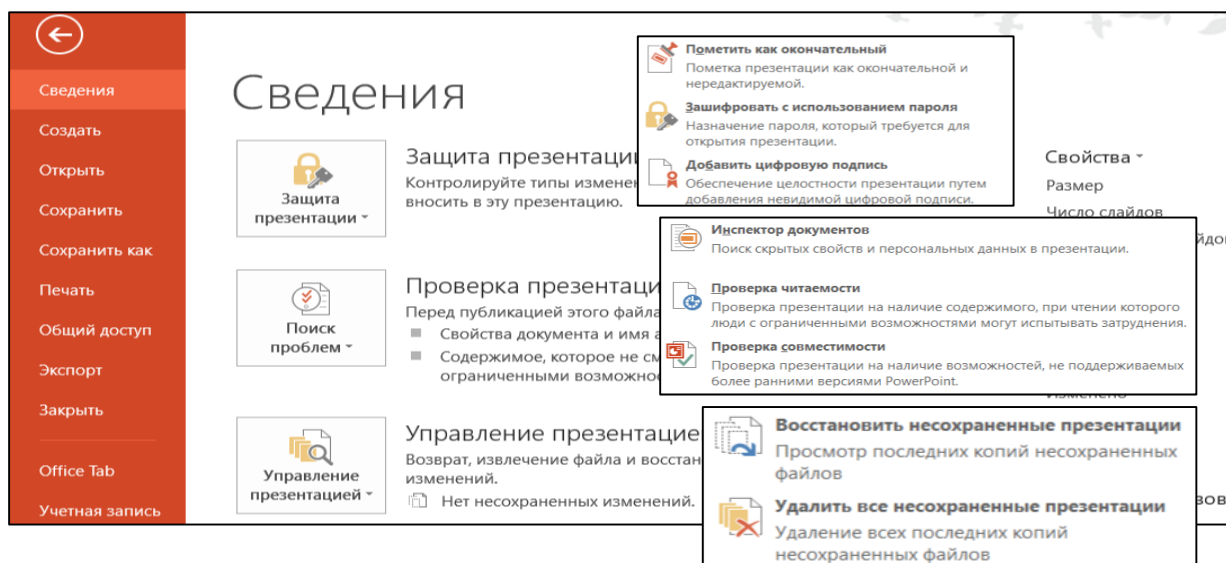 Сведения
Создать
Открыть
Сохранить
Сохранить как
Печать
Общий доступ
Экспорт
Закрыть
Office Tab
Учетная запись
Сведения
Защита
презентации
Защита презентации
Контролируйте типы
вносить в эту презентацию.
Пометить как окончательный
Пометка презентации как окончательной и
нередактируемой.
Зашифровать с использованием пароля
Назначение пароля, который требуется для
открытия презентации.
Добавить цифровую подпись
Обеспечение целостности презентации путем
добавления невидимой цифровой подписи.
Свойства
Размер
Число слайдов
Поиск
проблем
Проверка
Перед публикацией этого файла
Свойства документа и имя
Содержимое, которое не
ограниченными
Инспектор документов
Поиск скрытых свойств и персональных данных в презентации.
Проверка читаемости
Проверка презентации на наличие содержимого, при чтении которого
люди с ограниченными возможностями могут испытывать затруднения.
Проверка совместимости
Проверка презентации на наличие возможностей, не поддерживаемых
более ранними версиями PowerPoint.
Управление
презентацией
Управление
Возврат, извлечение файла и
изменений.
Нет несохраненных изменений.
Восстановить несохраненные презентации
Просмотр последних копий несохраненных
файлов
Удалить все несохраненные презентации
Удаление всех последних копий
несохраненных файлов